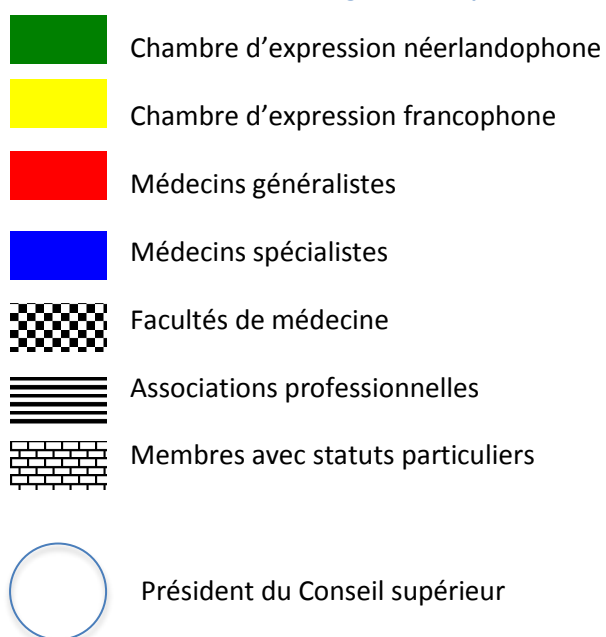 Chambre d’expression néerlandophone
Chambre d’expression francophone
Médecins généralistes
Médecins spécialistes
Facultés de médecine
Associations professionnelles
Membres avec statuts particuliers
Président du Conseil supérieur